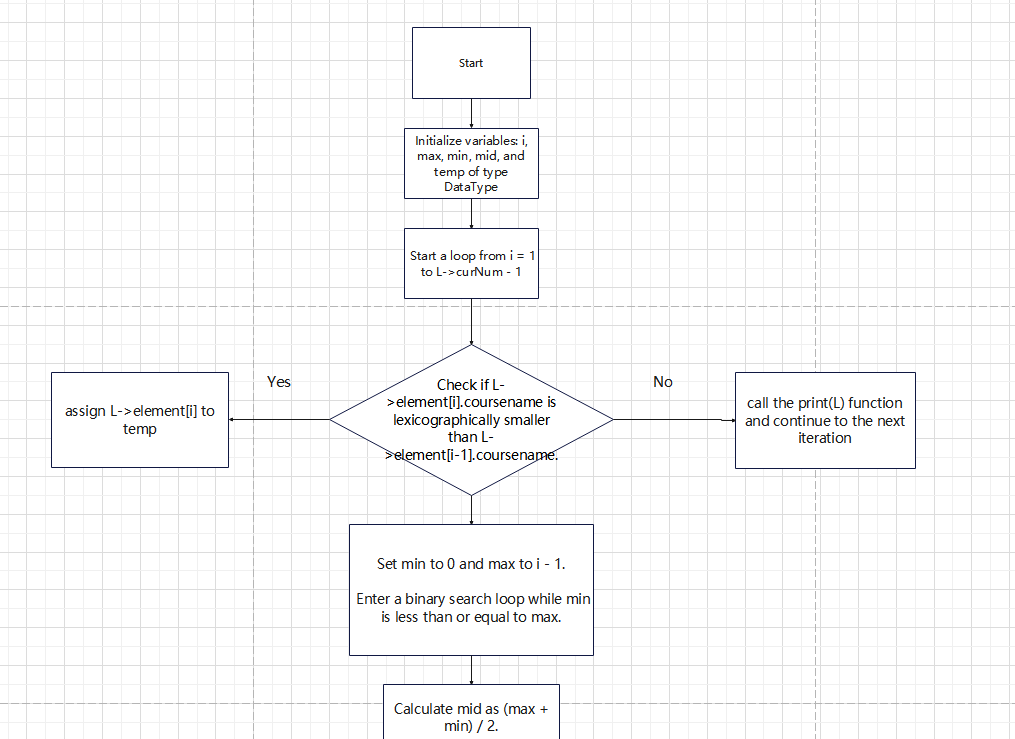 Start
Initialize variables: i,
max, min, mid, and
temp of type
DataType
Start a loop from i = 1
to L->curNum - 1
Yes
No
Check if L-
>element[i].coursename is
lexicographically smaller
than L-
>element[i-1].coursename.
assign L->element[i] to
temp
call the print(L) function
and continue to the next
iteration
Set min to 0 and max to i - 1.
Enter a binary search loop while min
is less than or equal to max.
Calculate mid as (max +
min) / 2.